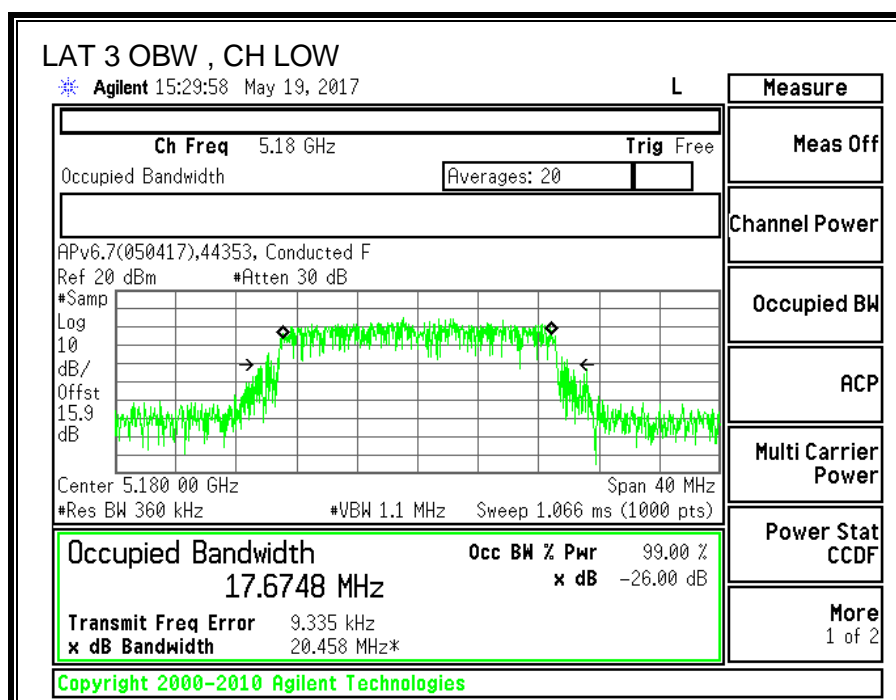 LAT 3 OBW , CH LOW
Agilent 15:29:58 May 19, 2017 L
Ch Freq 5.18 GHz Trig Free
Occupied Bandwidth Averages: 20
APv6.7(050417),44353, Conducted F
Ref 20 dBm #Atten 30 dB
#Samp
Log
10
dB/
Offst
15.9
dB
Center 5.180 00 GHz Span 40 MHz
#Res BW 360 kHz #VBW 1.1 MHz Sweep 1.066 ms (1000 pts)
Occupied Bandwidth Occ BW % Pwr 99.00 %
17.6748 MHz x dB -26.00 dB
Transmit Freq Error 9.335 kHz
x dB Bandwidth 20.458 MHz*
Copyright 2000-2010 Agilent Technologies
Measure
Meas Off
Channel Power
Occupied BW
ACP
Multi Carrier
Power
Power Stat
CCDF
More
1 of 2